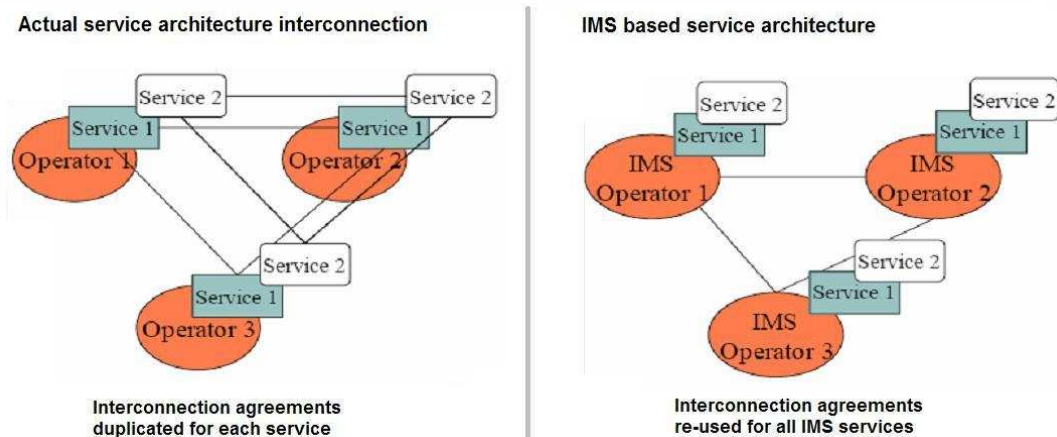 Actual service architecture interconnection
Service 2
Service 2
Service 1
Service 1
Operator 1
Operator 2
Service 2
Service 1
Operator 3
Interconnection agreements
duplicated for each service
IMS based service architecture
Service 2
Service 2
Service 1
Service 1
IMS
Operator 1
IMS
Operator 2
Service 2
Service 1
IMS
Operator 3
Interconnection agreements
re-used for all IMS services